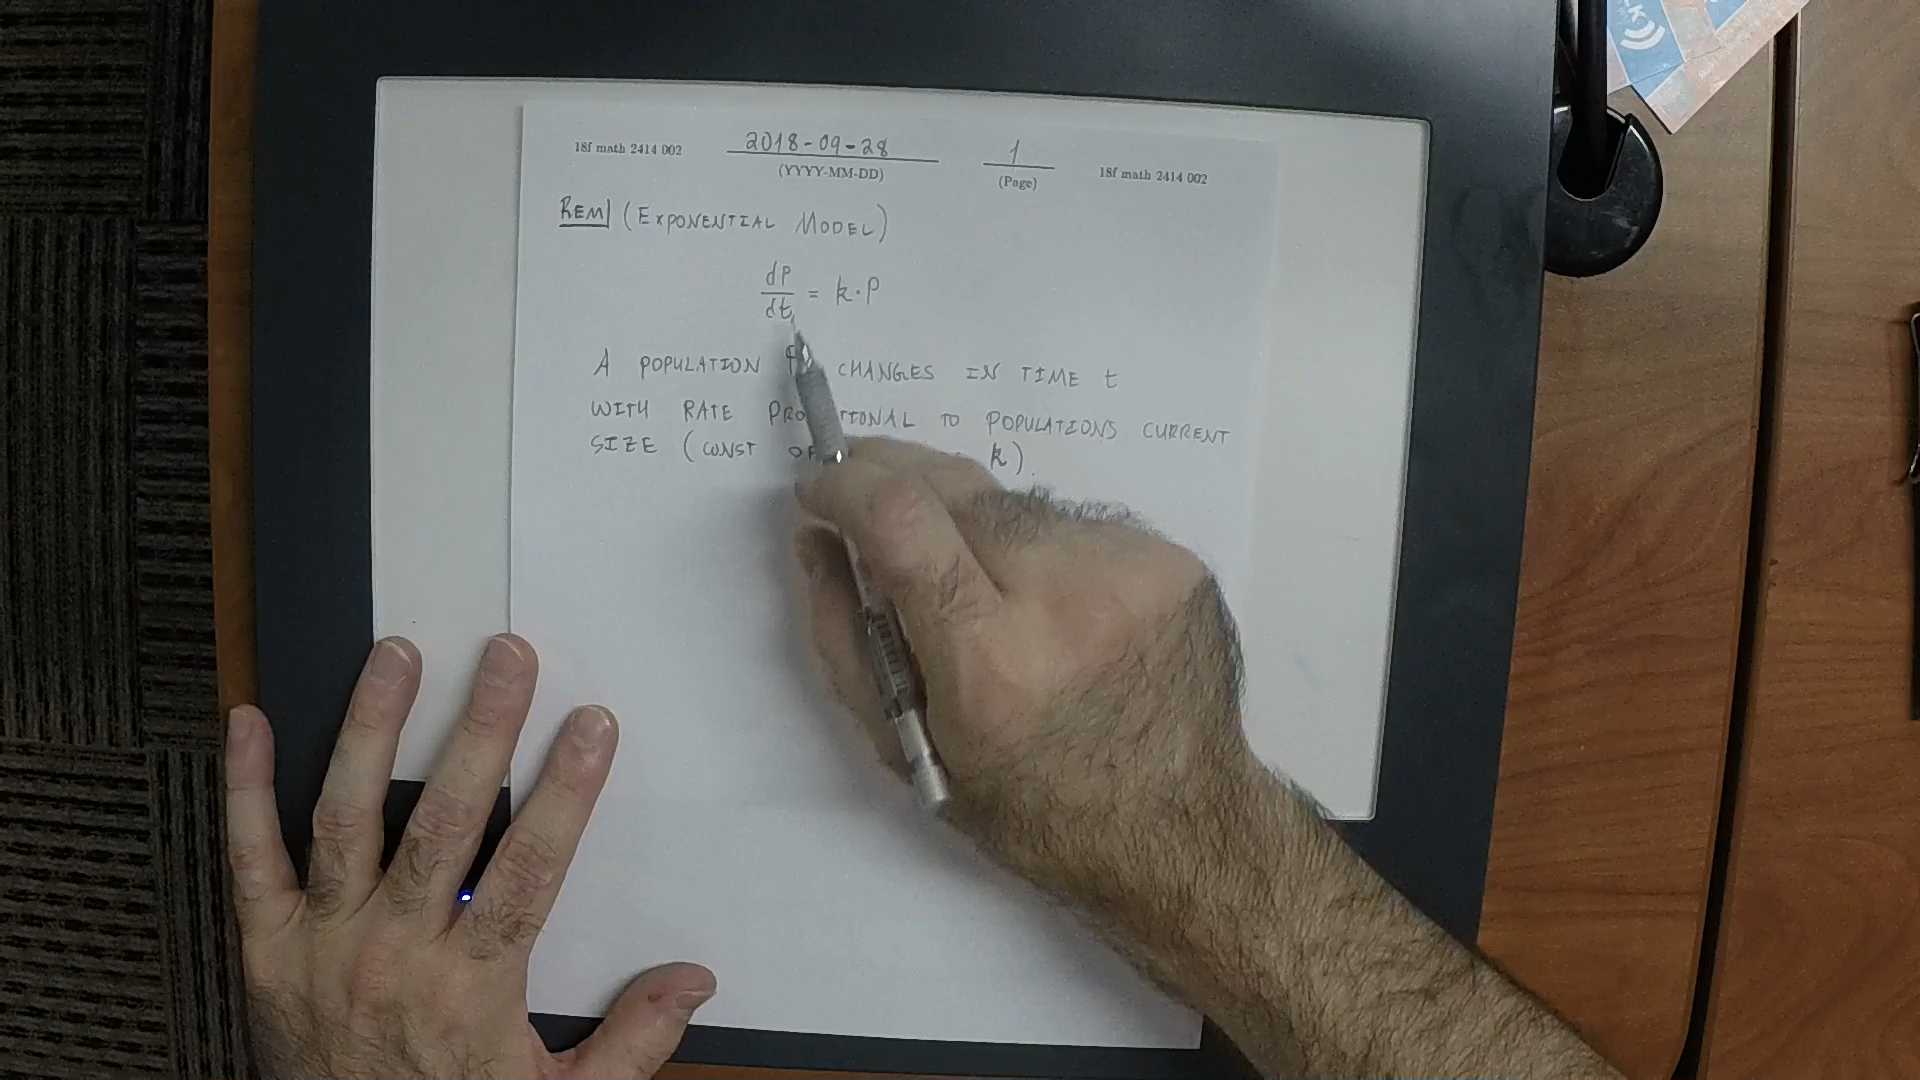 18f math 2414 002 2018-09-28 1 18f math 2414 002
(YYYY-MM-DD) (Page)
REM (EXPONENTIAL MODEL)
dP/dt = k·P
A POPULATION CHANGES IN TIME t
WITH RATE TO POPULATIONS CURRENT
SIZE (CONST k).